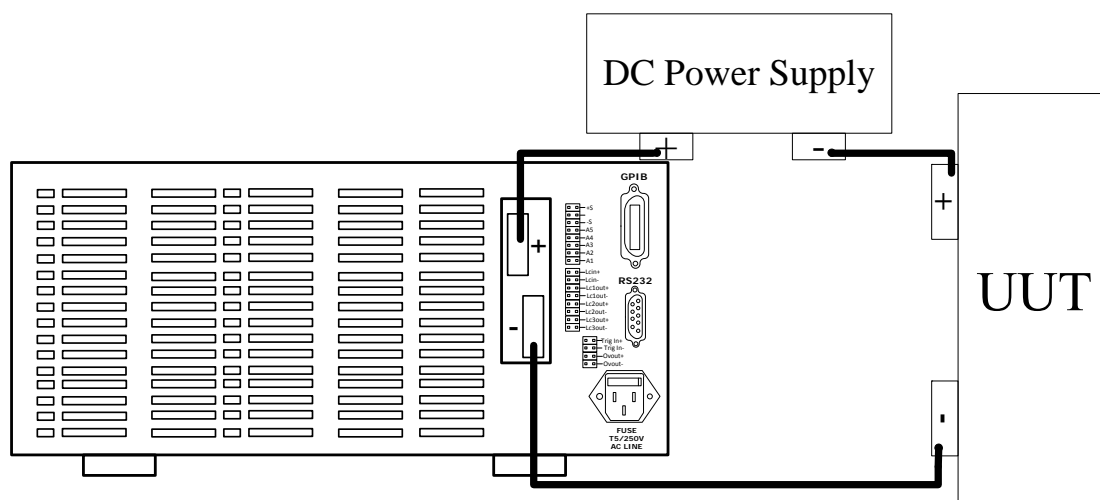 DC Power Supply
+ -
GPIB
+S
-S
A5
A4
A3
A2
A1
+
Lcin+
Lcin-
RS232
Lc1out+
Lc1out-
Lc2out+
Lc2out-
Lc3out+
Lc3out-
-
Trig In+
Trig In-
Ovout+
Ovout-
FUSE
T5/250V
AC LINE
+
UUT
-